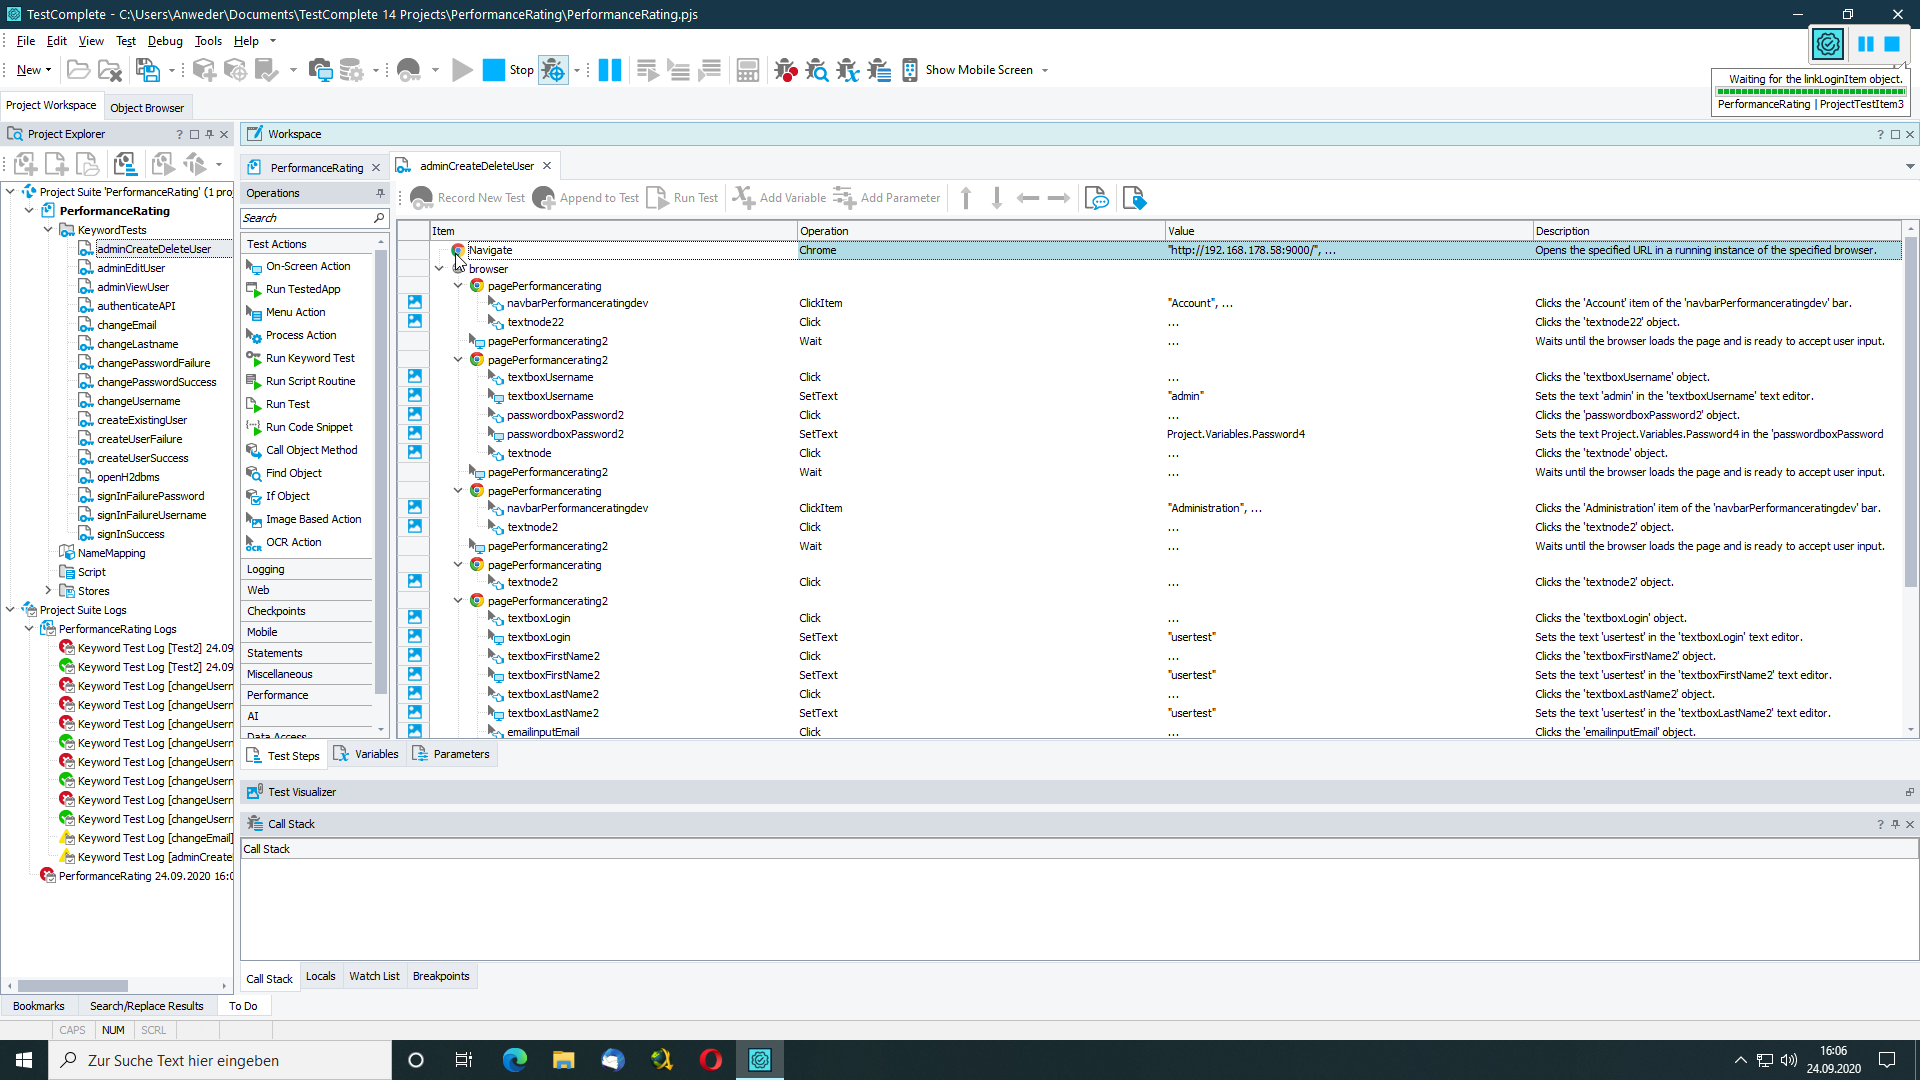 TestComplete - C:\Users\Anweder\Documents\TestComplete 14 Projects\PerformanceRating\PerformanceRating.pjs
File Edit View Test Debug Tools Help
New Stop Show Mobile Screen
Waiting for the linkLoginItem object.
PerformanceRating | ProjectTestItem3
Project Workspace Object Browser
Project Explorer
Workspace
PerformanceRating adminCreateDeleteUser
Record New Test Append to Test Run Test Add Variable Add Parameter
Project Suite 'PerformanceRating' (1 proj
PerformanceRating
KeywordTests
adminCreateDeleteUser
adminEditUser
adminViewUser
authenticateAPI
changeEmail
changeLastname
changePasswordFailure
changePasswordSuccess
changeUsername
createExistingUser
createUserFailure
createUserSuccess
openH2dbms
signInFailurePassword
signInFailureUsername
signInSuccess
NameMapping
Script
Stores
Project Suite Logs
PerformanceRating Logs
Keyword Test Log [Test2] 24.09
Keyword Test Log [Test2] 24.09
Keyword Test Log [changeUsern
Keyword Test Log [changeUsern
Keyword Test Log [changeUsern
Keyword Test Log [changeUsern
Keyword Test Log [changeUsern
Keyword Test Log [changeUsern
Keyword Test Log [changeUsern
Keyword Test Log [changeUsern
Keyword Test Log [changeEmail]
Keyword Test Log [adminCreate
PerformanceRating 24.09.2020 16:0
Operations
Search
Test Actions
On-Screen Action
Run TestedApp
Menu Action
Process Action
Run Keyword Test
Run Script Routine
Run Test
Run Code Snippet
Call Object Method
Find Object
If Object
Image Based Action
OCR Action
Logging
Web
Checkpoints
Mobile
Statements
Miscellaneous
Performance
AI
Data Access
Item Operation Value Description
Navigate Chrome "http://192.168.178.58:9000/", ... Opens the specified URL in a running instance of the specified browser.
browser
pagePerformancerating
navbarPerformanceratingdev ClickItem "Account", ... Clicks the 'Account' item of the 'navbarPerformanceratingdev' bar.
textnode22 Click ... Clicks the 'textnode22' object.
pagePerformancerating2 Wait ... Waits until the browser loads the page and is ready to accept user input.
pagePerformancerating2
textboxUsername Click ... Clicks the 'textboxUsername' object.
textboxUsername SetText "admin" Sets the text 'admin' in the 'textboxUsername' text editor.
passwordboxPassword2 Click ... Clicks the 'passwordboxPassword2' object.
passwordboxPassword2 SetText Project.Variables.Password4 Sets the text Project.Variables.Password4 in the 'passwordboxPassword
textnode Click ... Clicks the 'textnode' object.
pagePerformancerating2 Wait ... Waits until the browser loads the page and is ready to accept user input.
pagePerformancerating
navbarPerformanceratingdev ClickItem "Administration", ... Clicks the 'Administration' item of the 'navbarPerformanceratingdev' bar.
textnode2 Click ... Clicks the 'textnode2' object.
pagePerformancerating2 Wait ... Waits until the browser loads the page and is ready to accept user input.
pagePerformancerating
textnode2 Click ... Clicks the 'textnode2' object.
pagePerformancerating2
textboxLogin Click ... Clicks the 'textboxLogin' object.
textboxLogin SetText "usertest" Sets the text 'usertest' in the 'textboxLogin' text editor.
textboxFirstName2 Click ... Clicks the 'textboxFirstName2' object.
textboxFirstName2 SetText "usertest" Sets the text 'usertest' in the 'textboxFirstName2' text editor.
textboxLastName2 Click ... Clicks the 'textboxLastName2' object.
textboxLastName2 SetText "usertest" Sets the text 'usertest' in the 'textboxLastName2' text editor.
emailinputEmail Click ... Clicks the 'emailinputEmail' object.
Test Steps Variables Parameters
Test Visualizer
Call Stack
Call Stack
Call Stack Locals Watch List Breakpoints
Bookmarks Search/Replace Results To Do
CAPS NUM SCRL
Zur Suche Text hier eingeben
16:06
24.09.2020